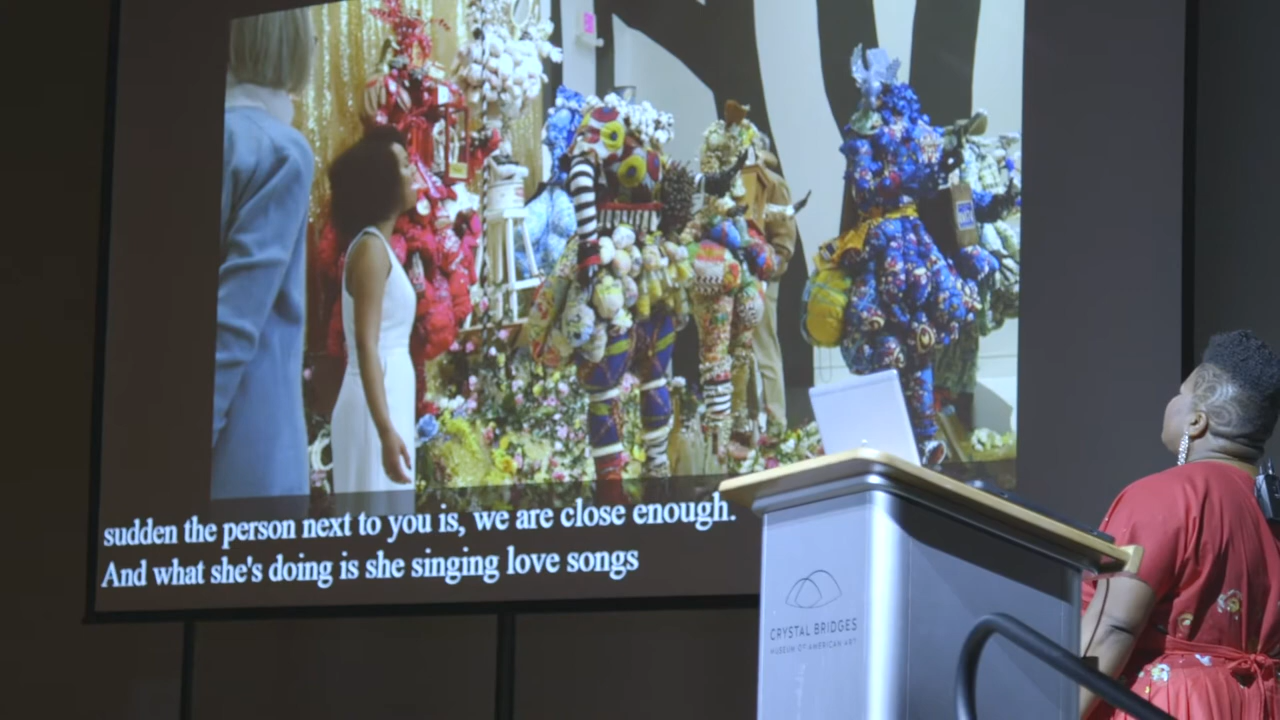 sudden the person next to you is, we are close enough.
And what she's doing is she singing love songs
CRYSTAL BRIDGES
MUSEUM OF AMERICAN ART